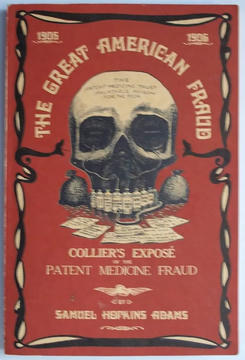 1905
1906
THE GREAT AMERICAN FRAUD
THE
PATENT MEDICINE TRUST
PALATABLE POISON
FOR THE POOR
COLLIER'S EXPOSÉ
OF THE
PATENT MEDICINE FRAUD
BY
SAMUEL HOPKINS ADAMS